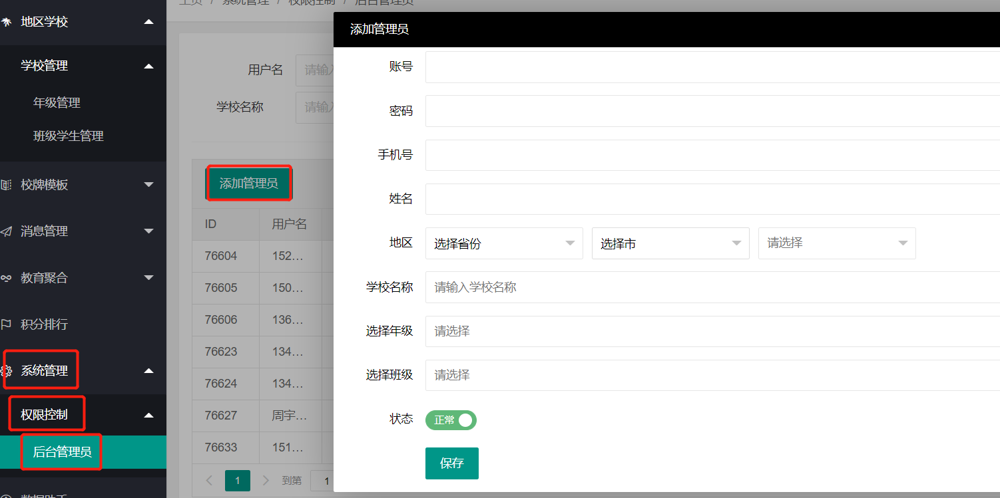 地区学校
学校管理
年级管理
班级学生管理
校牌模板
消息管理
教育聚合
积分排行
系统管理
权限控制
后台管理员
主页 / 系统管理 / 权限控制 / 后台管理员
用户名 请输入
学校名称 请输入
添加管理员
ID 用户名
76604 152...
76605 150...
76606 136...
76623 134...
76624 134...
76627 周宇...
76633 151...
1 到第 1
添加管理员
账号
密码
手机号
姓名
地区 选择省份 选择市 请选择
学校名称 请输入学校名称
选择年级 请选择
选择班级 请选择
状态 正常
保存